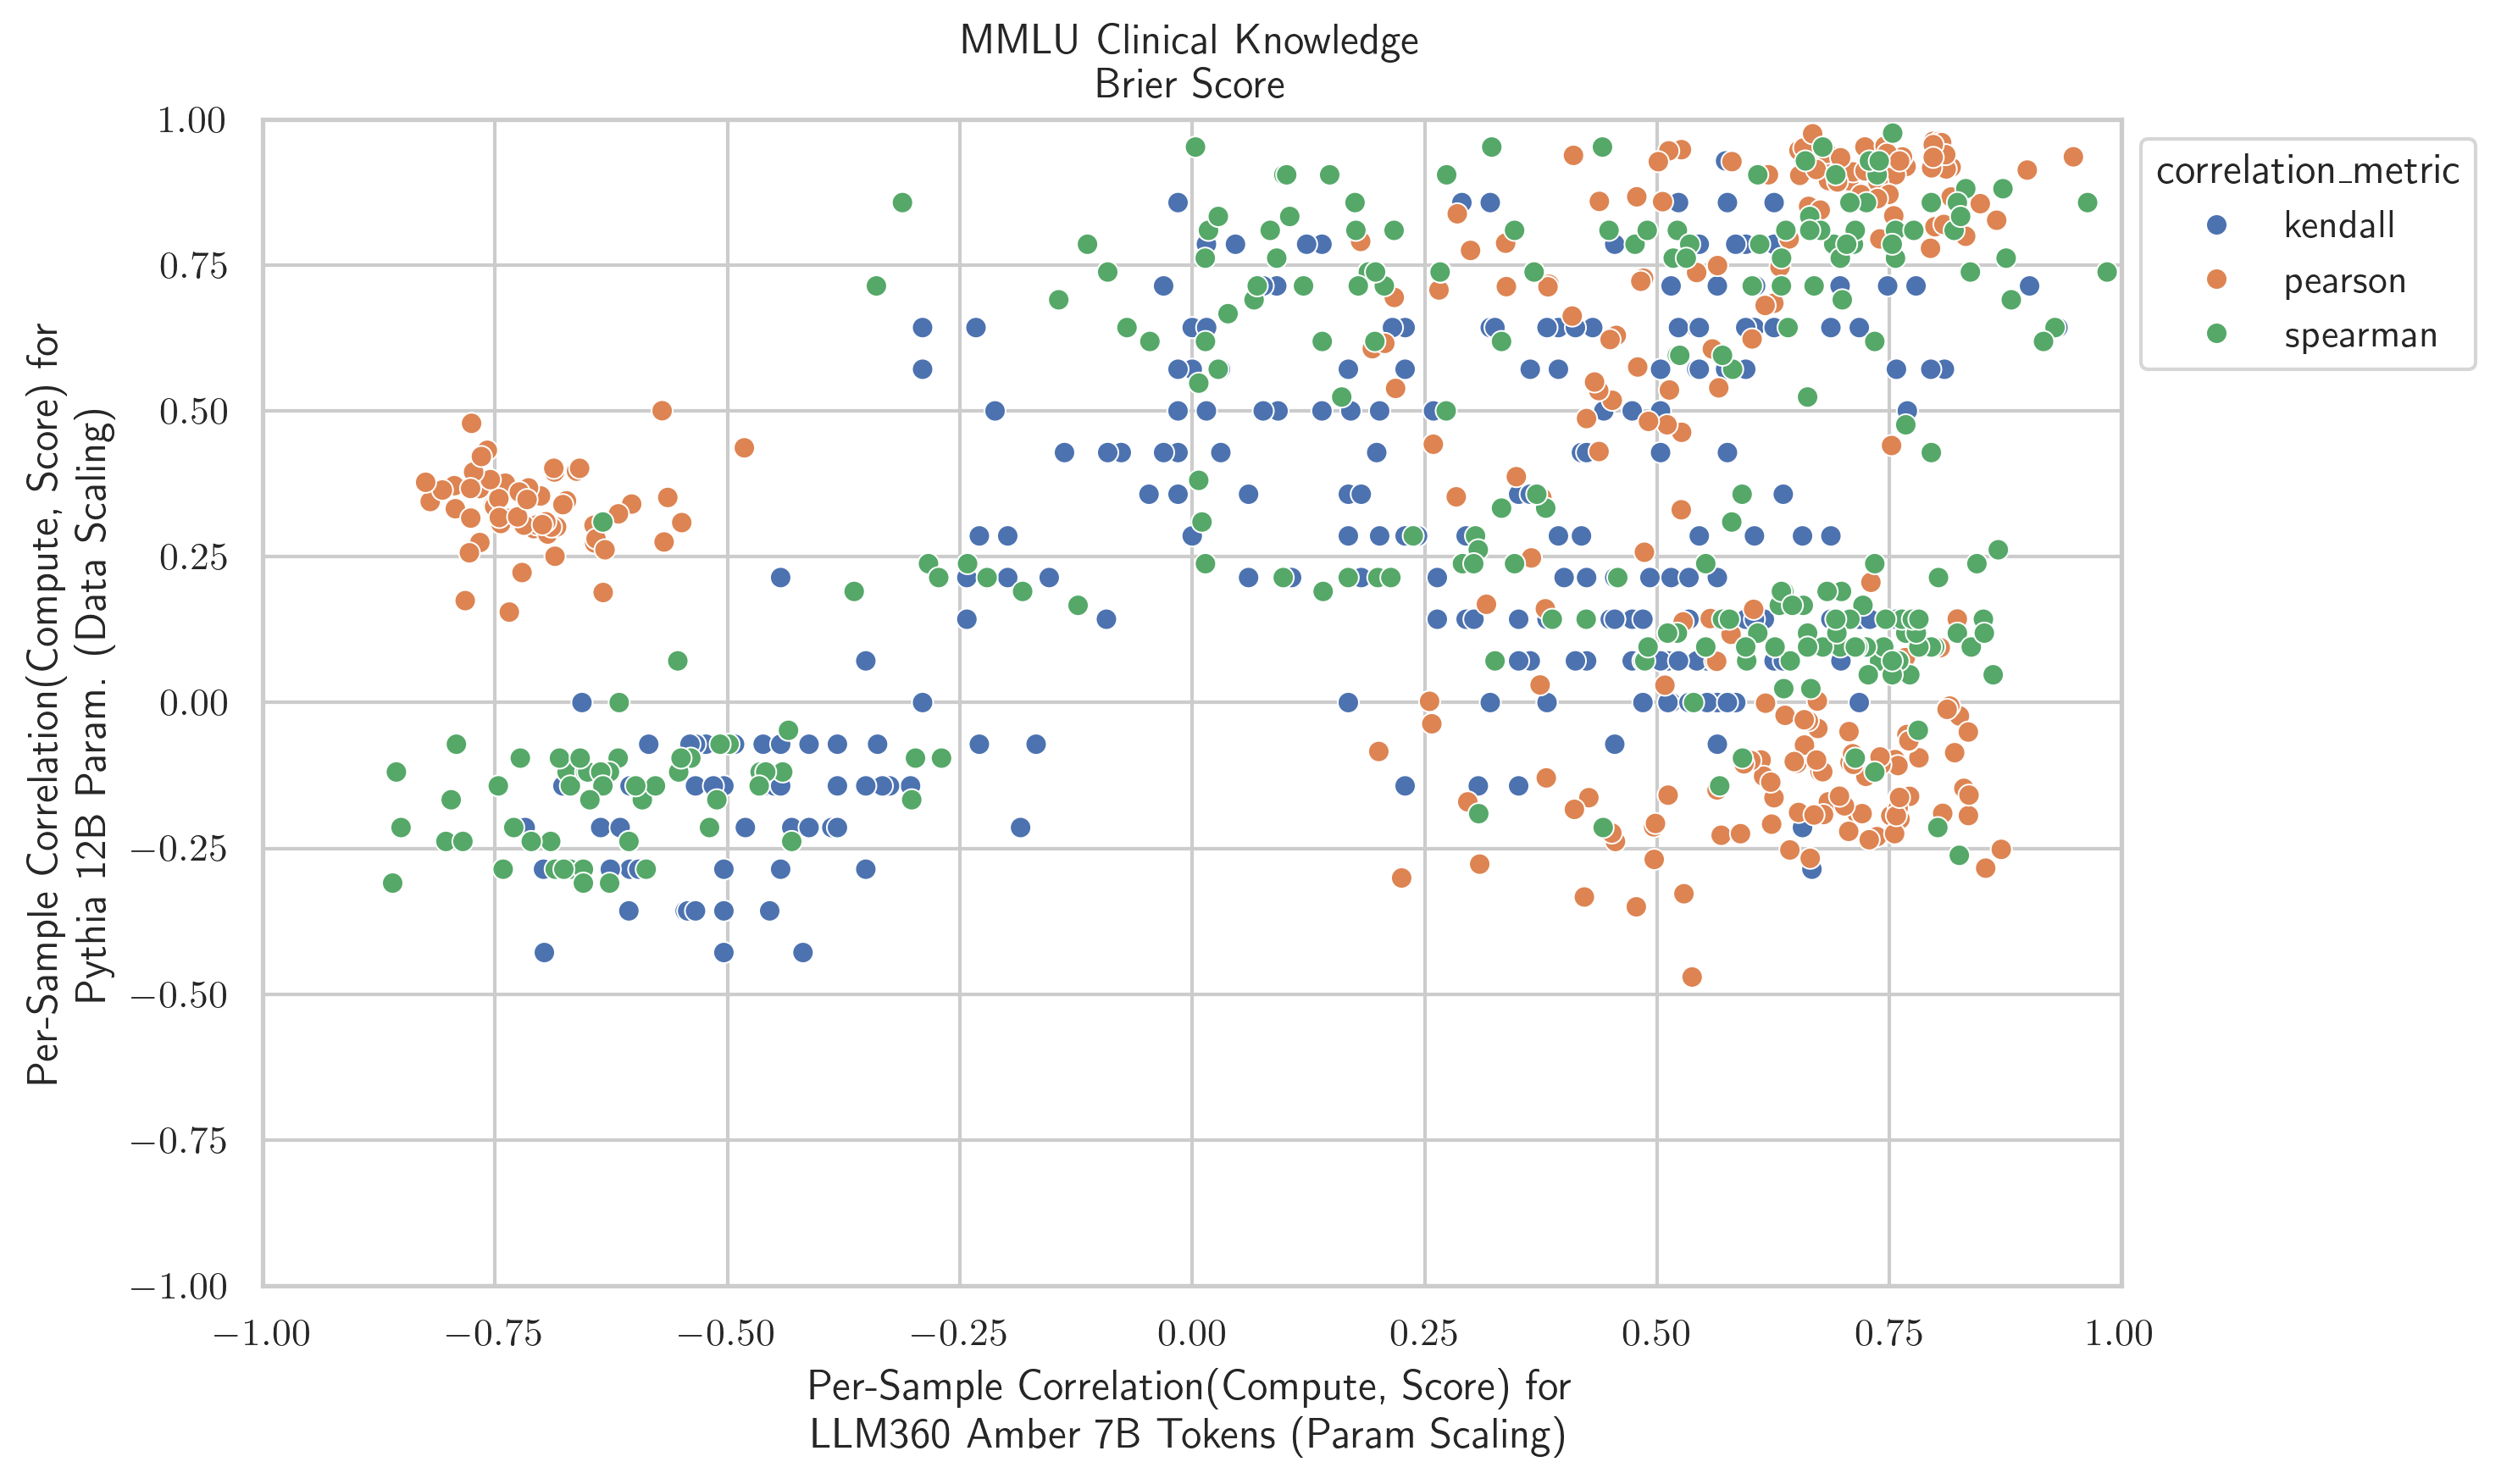 MMLU Clinical Knowledge
Brier Score
Per-Sample Correlation(Compute, Score) for
Pythia 12B Param. (Data Scaling)
1.00
0.75
0.50
0.25
0.00
−0.25
−0.50
−0.75
−1.00
−1.00 −0.75 −0.50 −0.25 0.00 0.25 0.50 0.75 1.00
Per-Sample Correlation(Compute, Score) for
LLM360 Amber 7B Tokens (Param Scaling)
correlation_metric
kendall
pearson
spearman